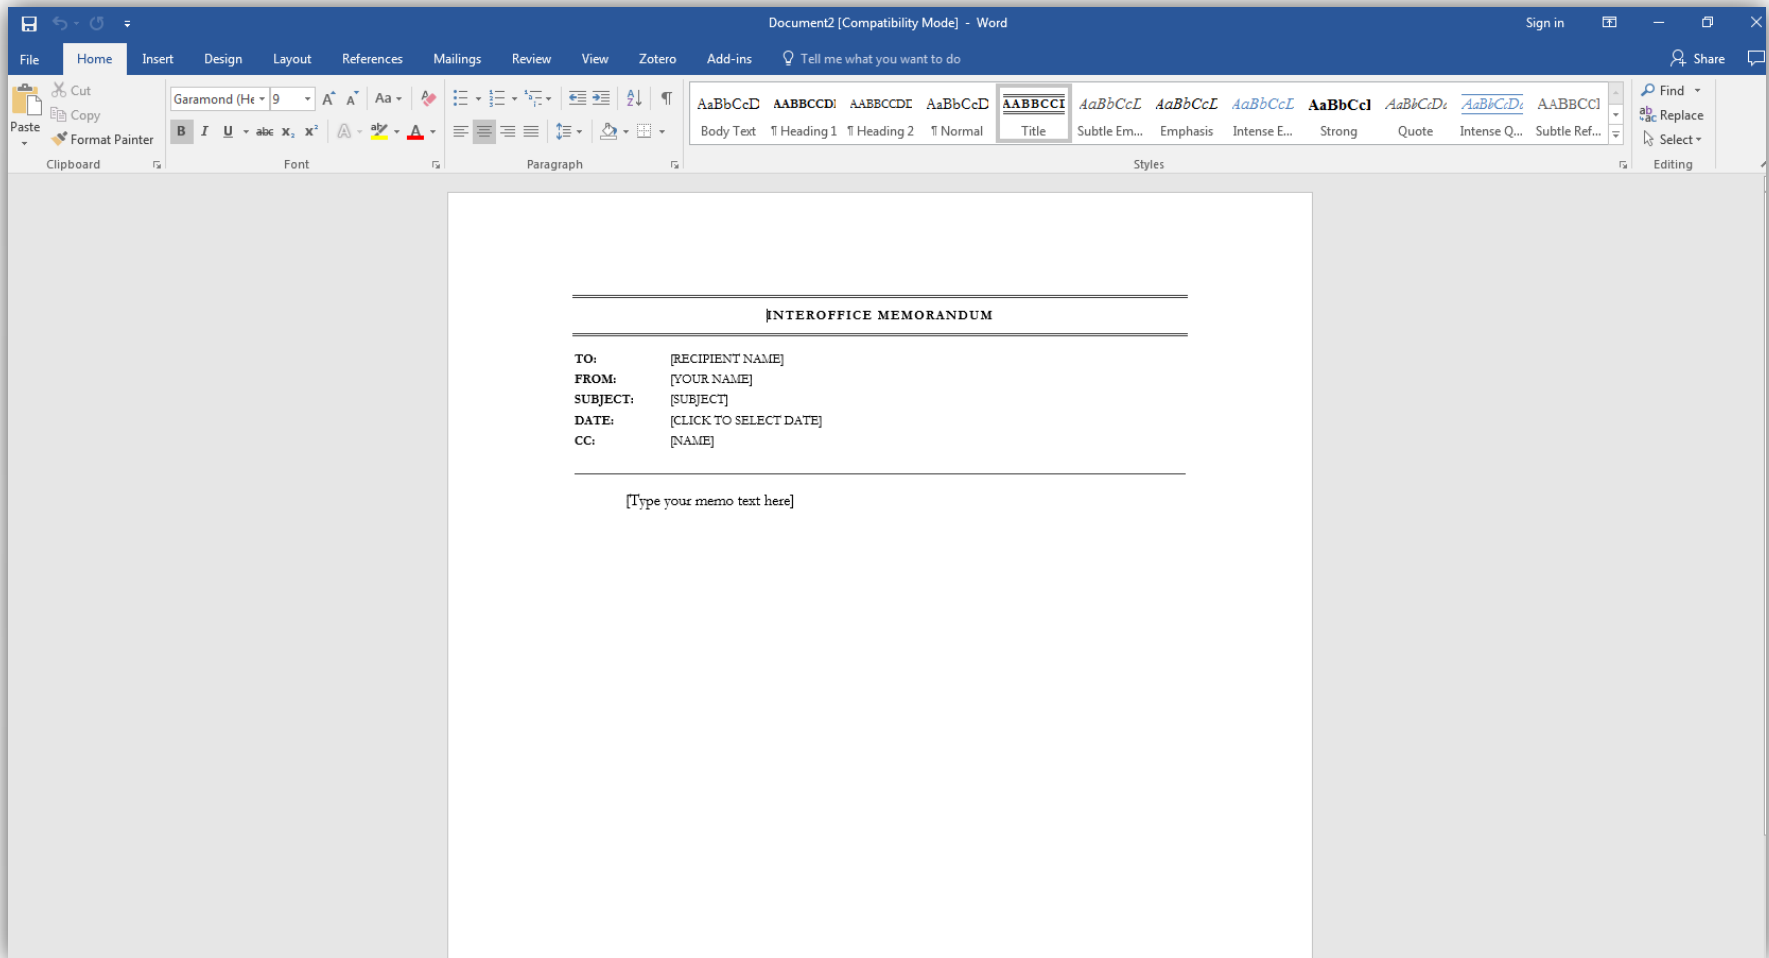 Document2 [Compatibility Mode] - Word
Sign in
File Home Insert Design Layout References Mailings Review View Zotero Add-ins Tell me what you want to do Share
Paste
Cut
Copy
Format Painter
Clipboard
Garamond (He 9
Aa
B I U abc x₂ x²
Font
Paragraph
AaBbCcD AABBCCDI AABBCCDE AaBbCcD AABBCCI AaBbCcL AaBbCcL AaBbCcL AaBbCcI AaBbCcDc AaBbCcDc AABBCCI
Body Text ¶ Heading 1 ¶ Heading 2 ¶ Normal Title Subtle Em... Emphasis Intense E... Strong Quote Intense Q... Subtle Ref...
Styles
Find
Replace
Select
Editing
INTEROFFICE MEMORANDUM
TO: [RECIPIENT NAME]
FROM: [YOUR NAME]
SUBJECT: [SUBJECT]
DATE: [CLICK TO SELECT DATE]
CC: [NAME]
[Type your memo text here]